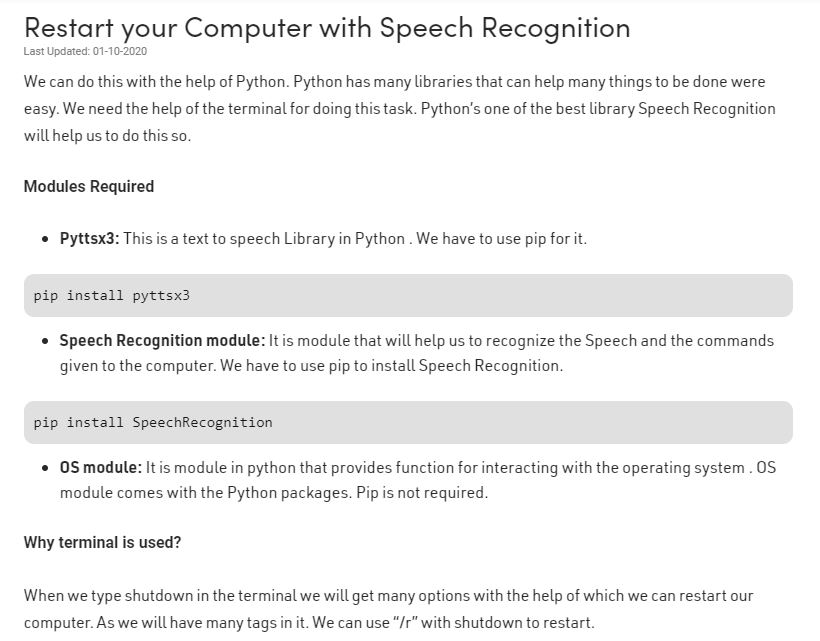 Restart your Computer with Speech Recognition
Last Updated: 01-10-2020
We can do this with the help of Python. Python has many libraries that can help many things to be done were
easy. We need the help of the terminal for doing this task. Python's one of the best library Speech Recognition
will help us to do this so.
Modules Required
• Pyttsx3: This is a text to speech Library in Python . We have to use pip for it.
pip install pyttsx3
• Speech Recognition module: It is module that will help us to recognize the Speech and the commands
given to the computer. We have to use pip to install Speech Recognition.
pip install SpeechRecognition
• OS module: It is module in python that provides function for interacting with the operating system . OS
module comes with the Python packages. Pip is not required.
Why terminal is used?
When we type shutdown in the terminal we will get many options with the help of which we can restart our
computer. As we will have many tags in it. We can use “/r” with shutdown to restart.